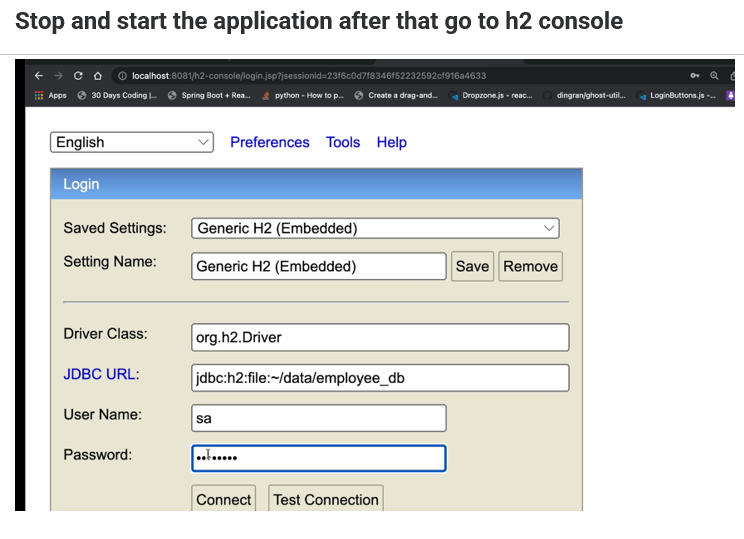 Stop and start the application after that go to h2 console
localhost:8081/h2-console/login.jsp?jsessionid=23f6c0d7f8346f52232592cf916a4633
Apps 30 Days Coding |... Spring Boot + Rea... python - How to p... Create a drag-and... Dropzone.js - reac... dingran/ghost-util... LoginButtons.js -...
English Preferences Tools Help
Login
Saved Settings: Generic H2 (Embedded)
Setting Name: Generic H2 (Embedded) Save Remove
Driver Class: org.h2.Driver
JDBC URL: jdbc:h2:file:~/data/employee_db
User Name: sa
Password:
Connect Test Connection